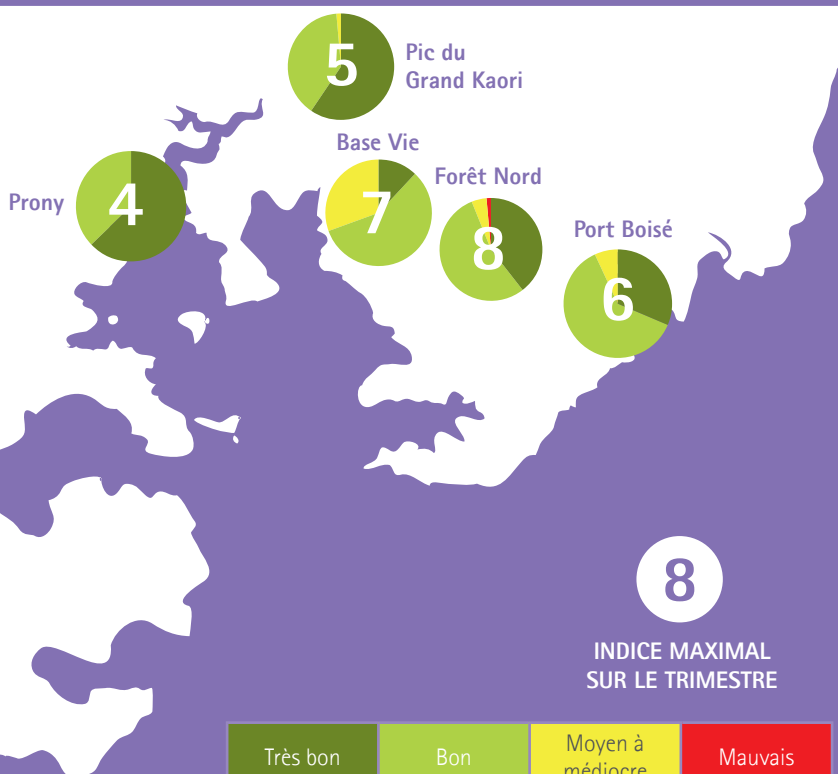 5
Pic du
Grand Kaori
Base Vie
Prony
4
7
Forêt Nord
8
Port Boisé
6
8
INDICE MAXIMAL
SUR LE TRIMESTRE
Très bon
Bon
Moyen à
médiocre
Mauvais